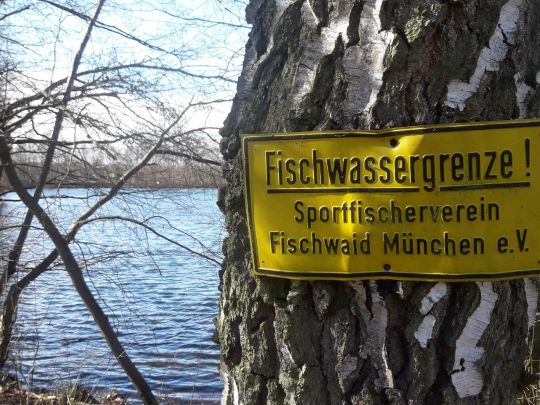 Fischwassergrenze !
Sportfischerverein
Fischwaid München e.V.